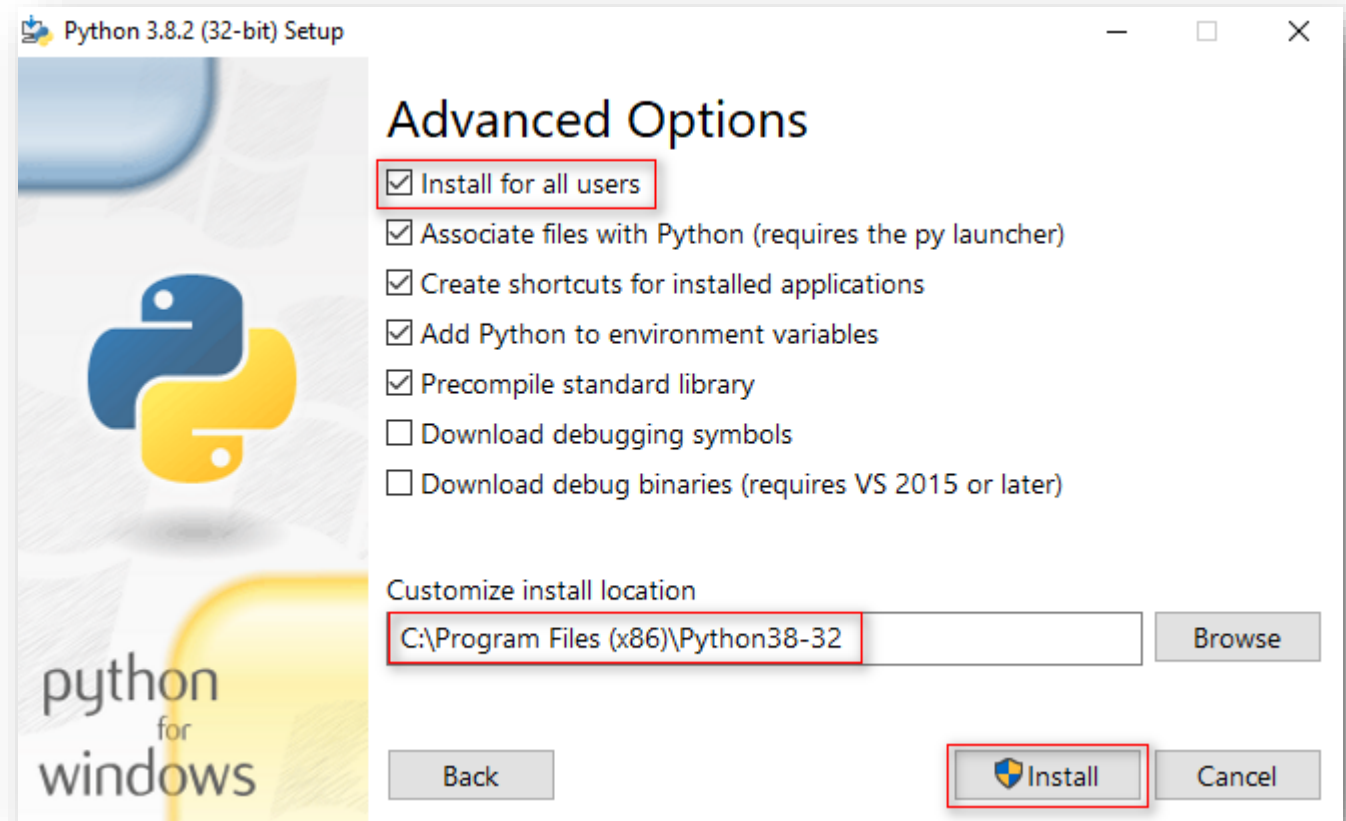 Python 3.8.2 (32-bit) Setup
Advanced Options
Install for all users
Associate files with Python (requires the py launcher)
Create shortcuts for installed applications
Add Python to environment variables
Precompile standard library
Download debugging symbols
Download debug binaries (requires VS 2015 or later)
Customize install location
C:\Program Files (x86)\Python38-32
Browse
python
for
windows
Back
Install
Cancel